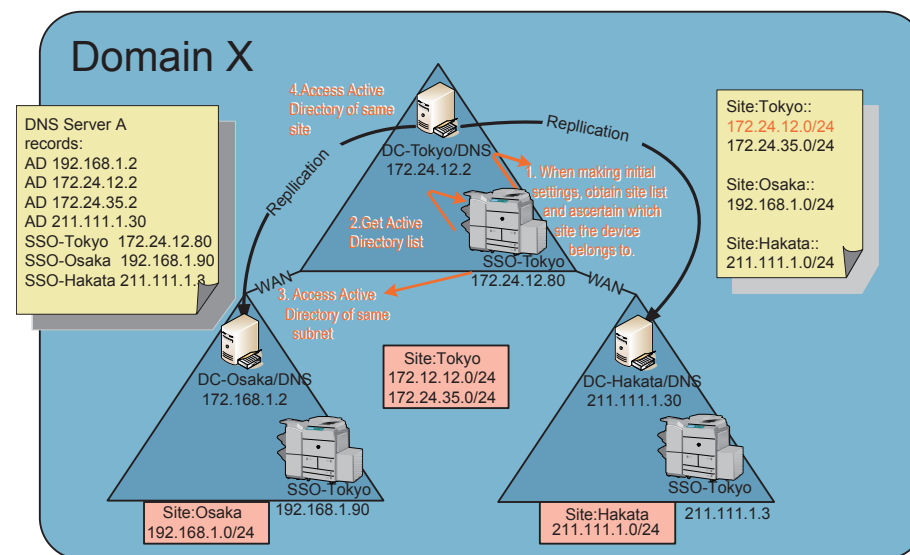 Domain X
DNS Server A
records:
AD 192.168.1.2
AD 172.24.12.2
AD 172.24.35.2
AD 211.111.1.30
SSO-Tokyo 172.24.12.80
SSO-Osaka 192.168.1.90
SSO-Hakata 211.111.1.3
4.Access Active
Directory of same
site
DC-Tokyo/DNS
172.24.12.2
Repllication
Repllication
1. When making initial
settings, obtain site list
and ascertain which
site the device
belongs to.
2.Get Active
Directory list
SSO-Tokyo
172.24.12.80
Site:Tokyo::
172.24.12.0/24
172.24.35.0/24
Site:Osaka::
192.168.1.0/24
Site:Hakata::
211.111.1.0/24
WAN
WAN
3. Access Active
Directory of same
subnet
DC-Osaka/DNS
172.168.1.2
Site:Tokyo
172.12.12.0/24
172.24.35.0/24
DC-Hakata/DNS
211.111.1.30
SSO-Tokyo
192.168.1.90
SSO-Tokyo
211.111.1.3
Site:Osaka
192.168.1.0/24
Site:Hakata
211.111.1.0/24